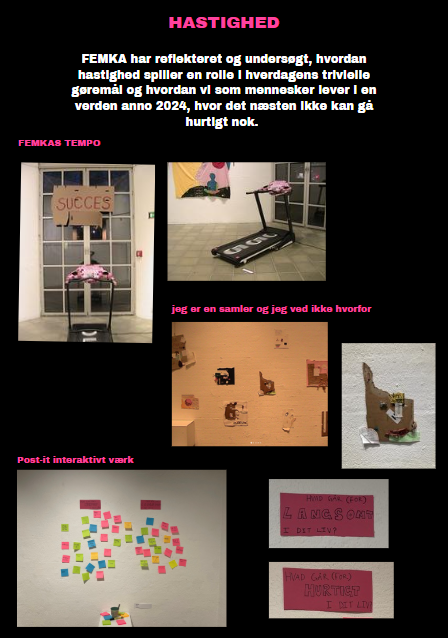 HASTIGHED
FEMKA har reflekteret og undersøgt, hvordan
hastighed spiller en rolle i hverdagens trivielle
gøremål og hvordan vi som mennesker lever i en
verden anno 2024, hvor det næsten ikke kan gå
hurtigt nok.
FEMKAS TEMPO
SUCCES
jeg er en samler og jeg ved ikke hvorfor
Post-it interaktivt værk
HVAD GÅR (FOR)
LANGSOMT
I DIT LIV?
HVAD GÅR (FOR)
HURTIGT
I DIT LIV?